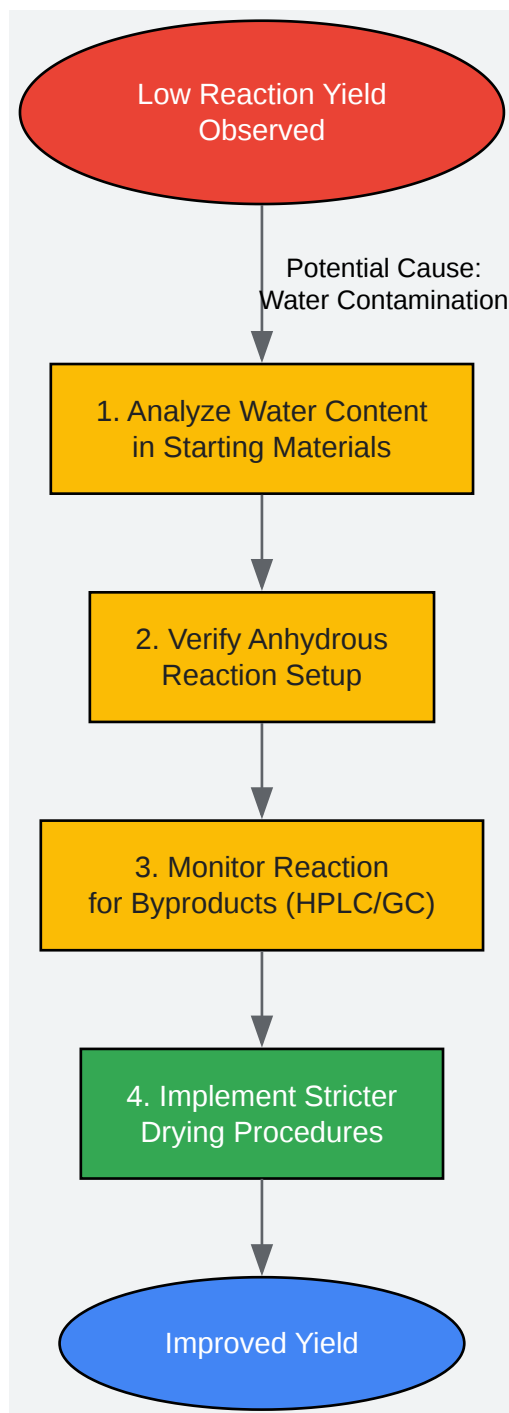 Low Reaction Yield
Observed
Potential Cause:
Water Contamination
1. Analyze Water Content
in Starting Materials
2. Verify Anhydrous
Reaction Setup
3. Monitor Reaction
for Byproducts (HPLC/GC)
4. Implement Stricter
Drying Procedures
Improved Yield